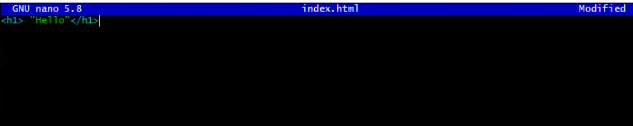 GNU nano 5.8 index.html Modified
<h1> "Hello"</h1>